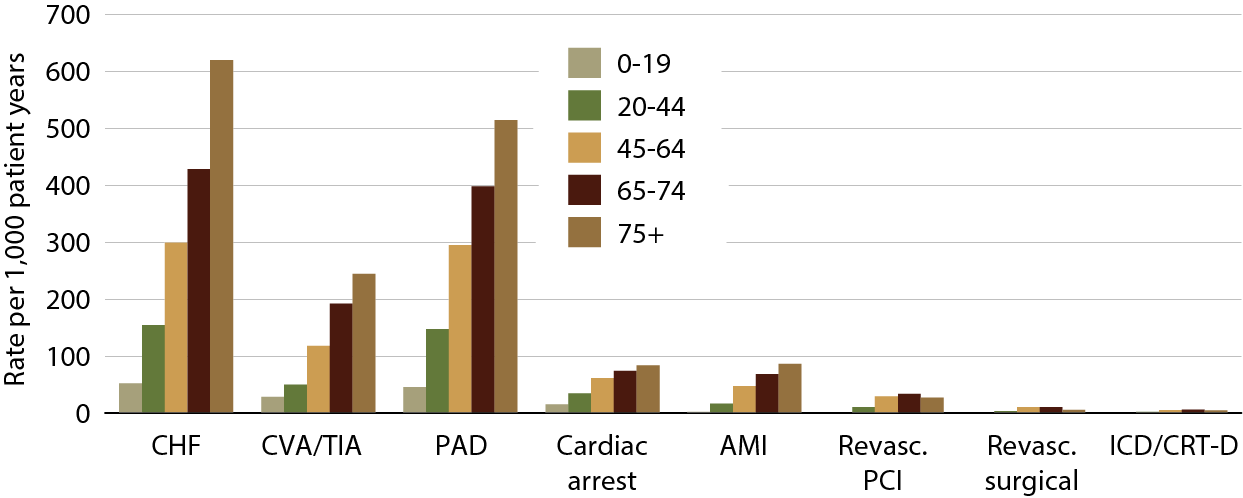 Rate per 1,000 patient years
700
600
500
400
300
200
100
0
0-19
20-44
45-64
65-74
75+
CHF
CVA/TIA
PAD
Cardiac
arrest
AMI
Revasc.
PCI
Revasc.
surgical
ICD/CRT-D